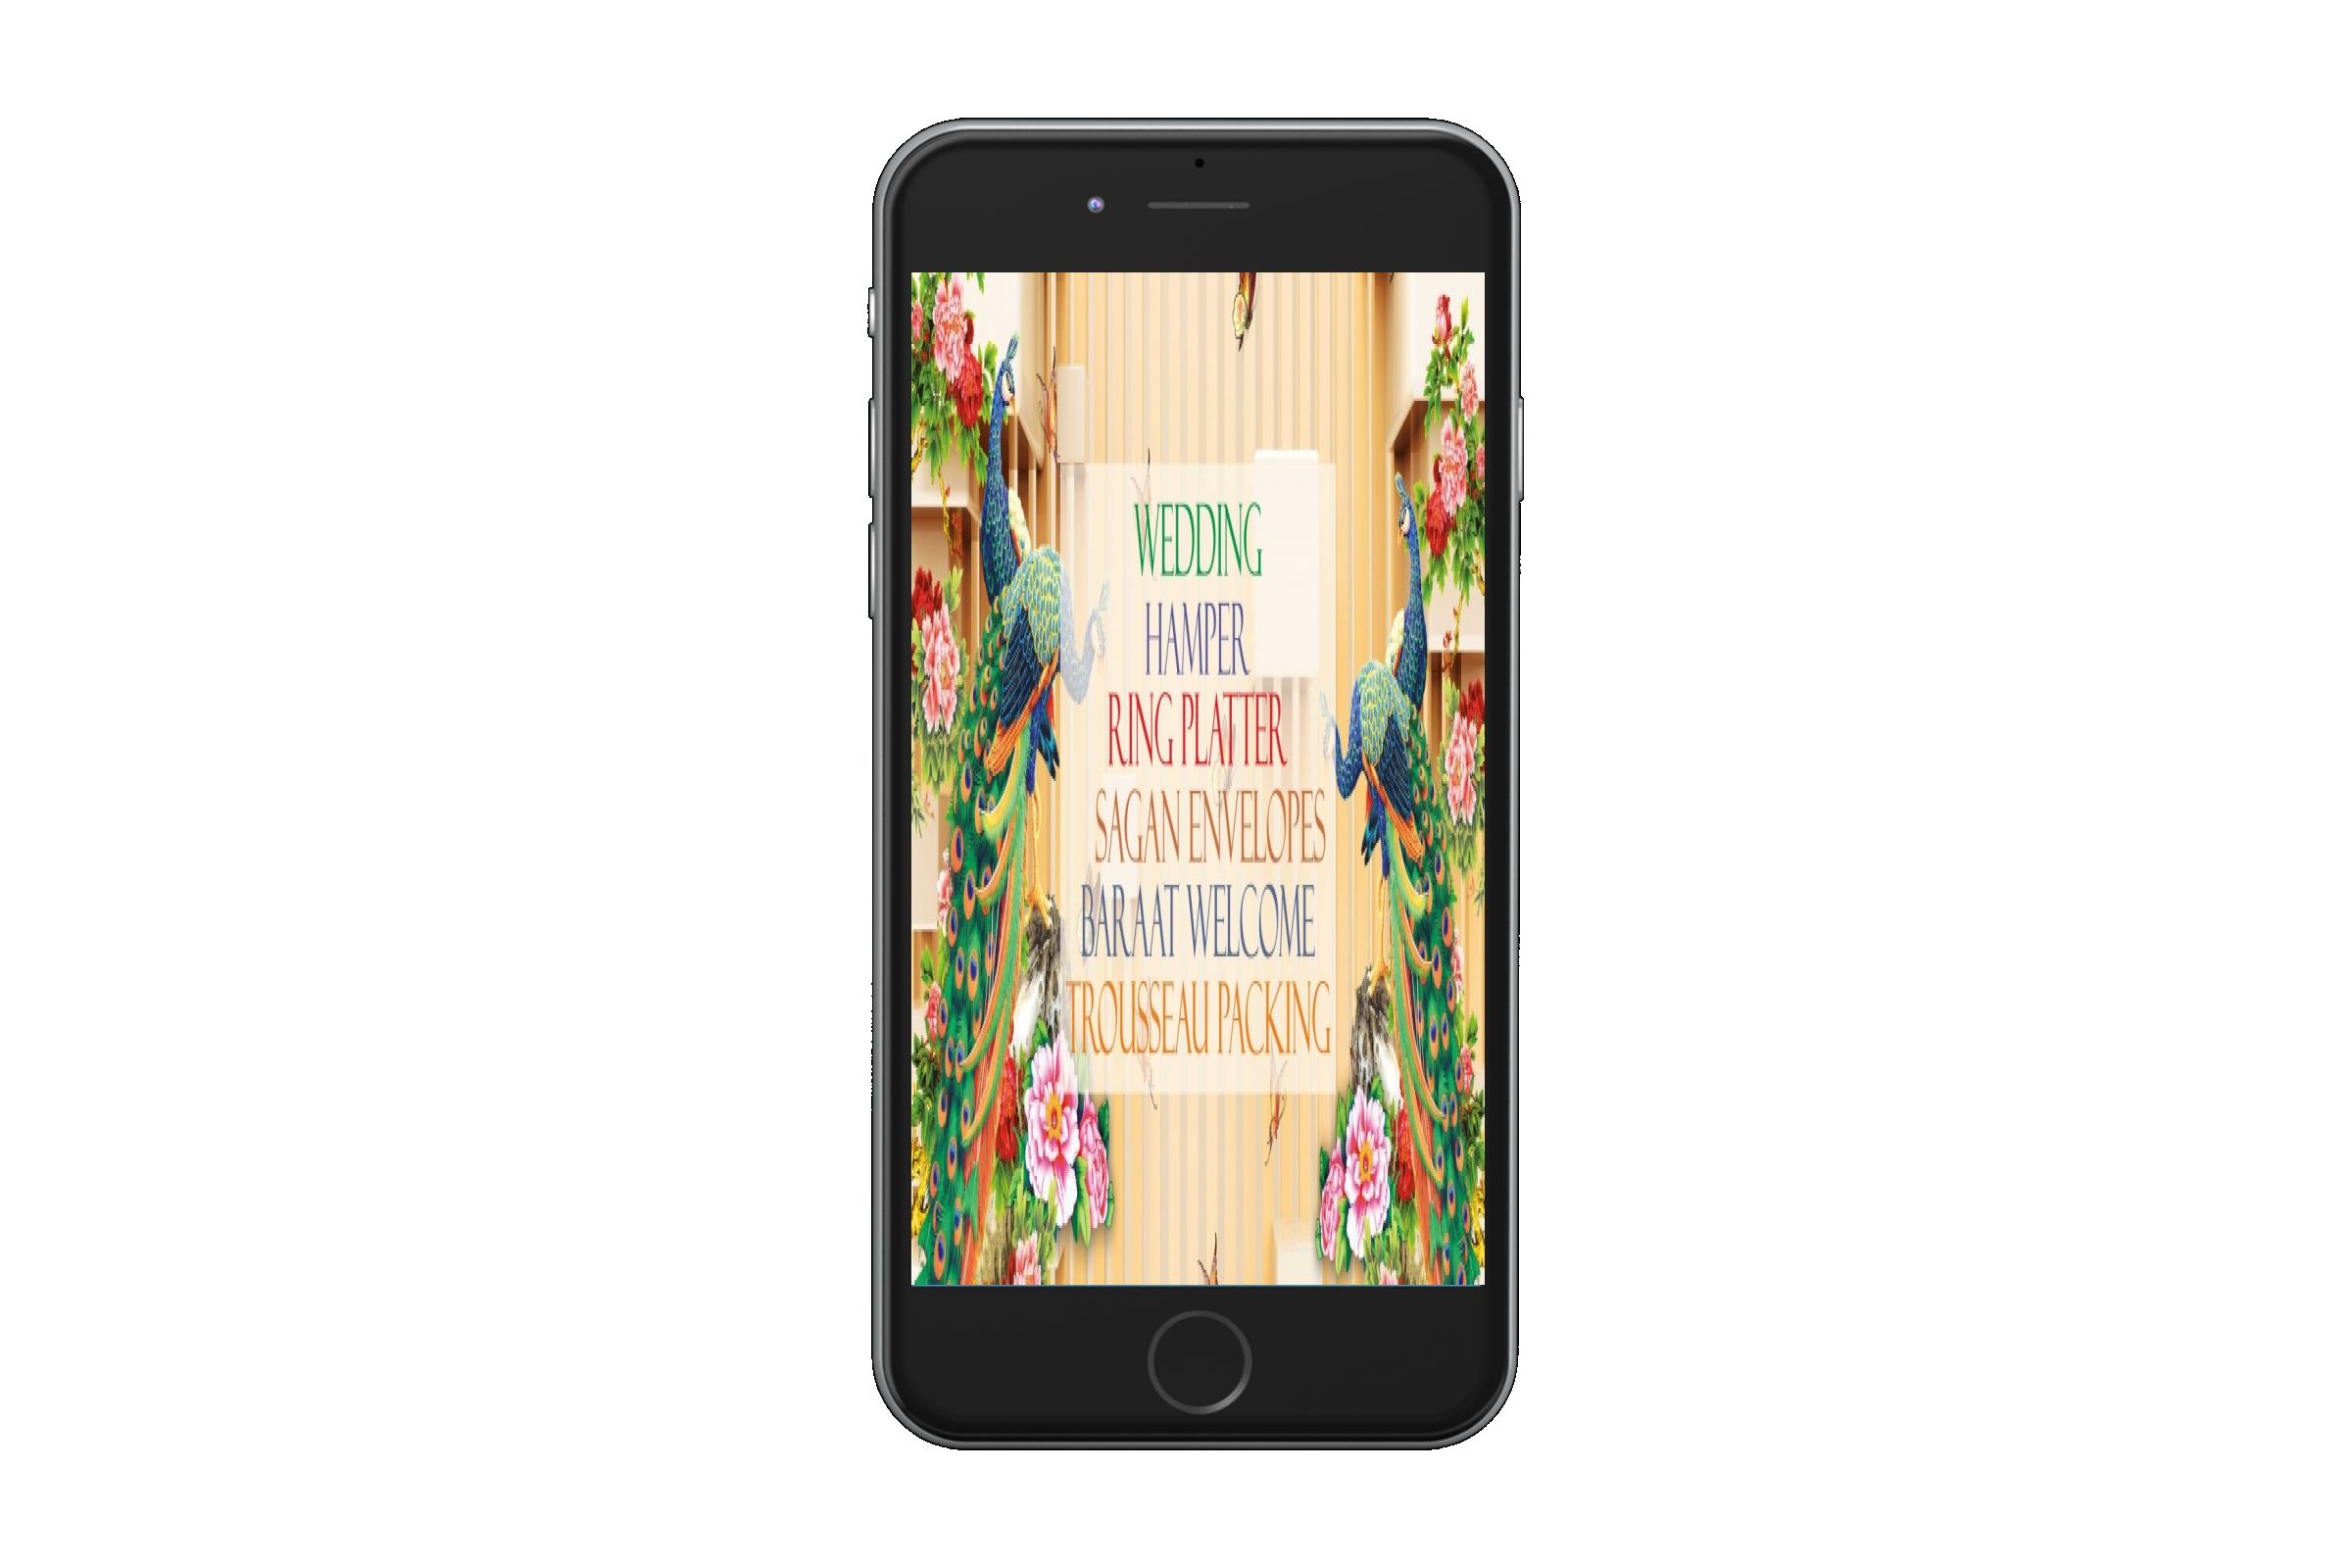 WEDDING
HAMPER
RING PLATTER
SAGAN ENVELOPES
BARAAT WELCOME
TROUSSEAU PACKING